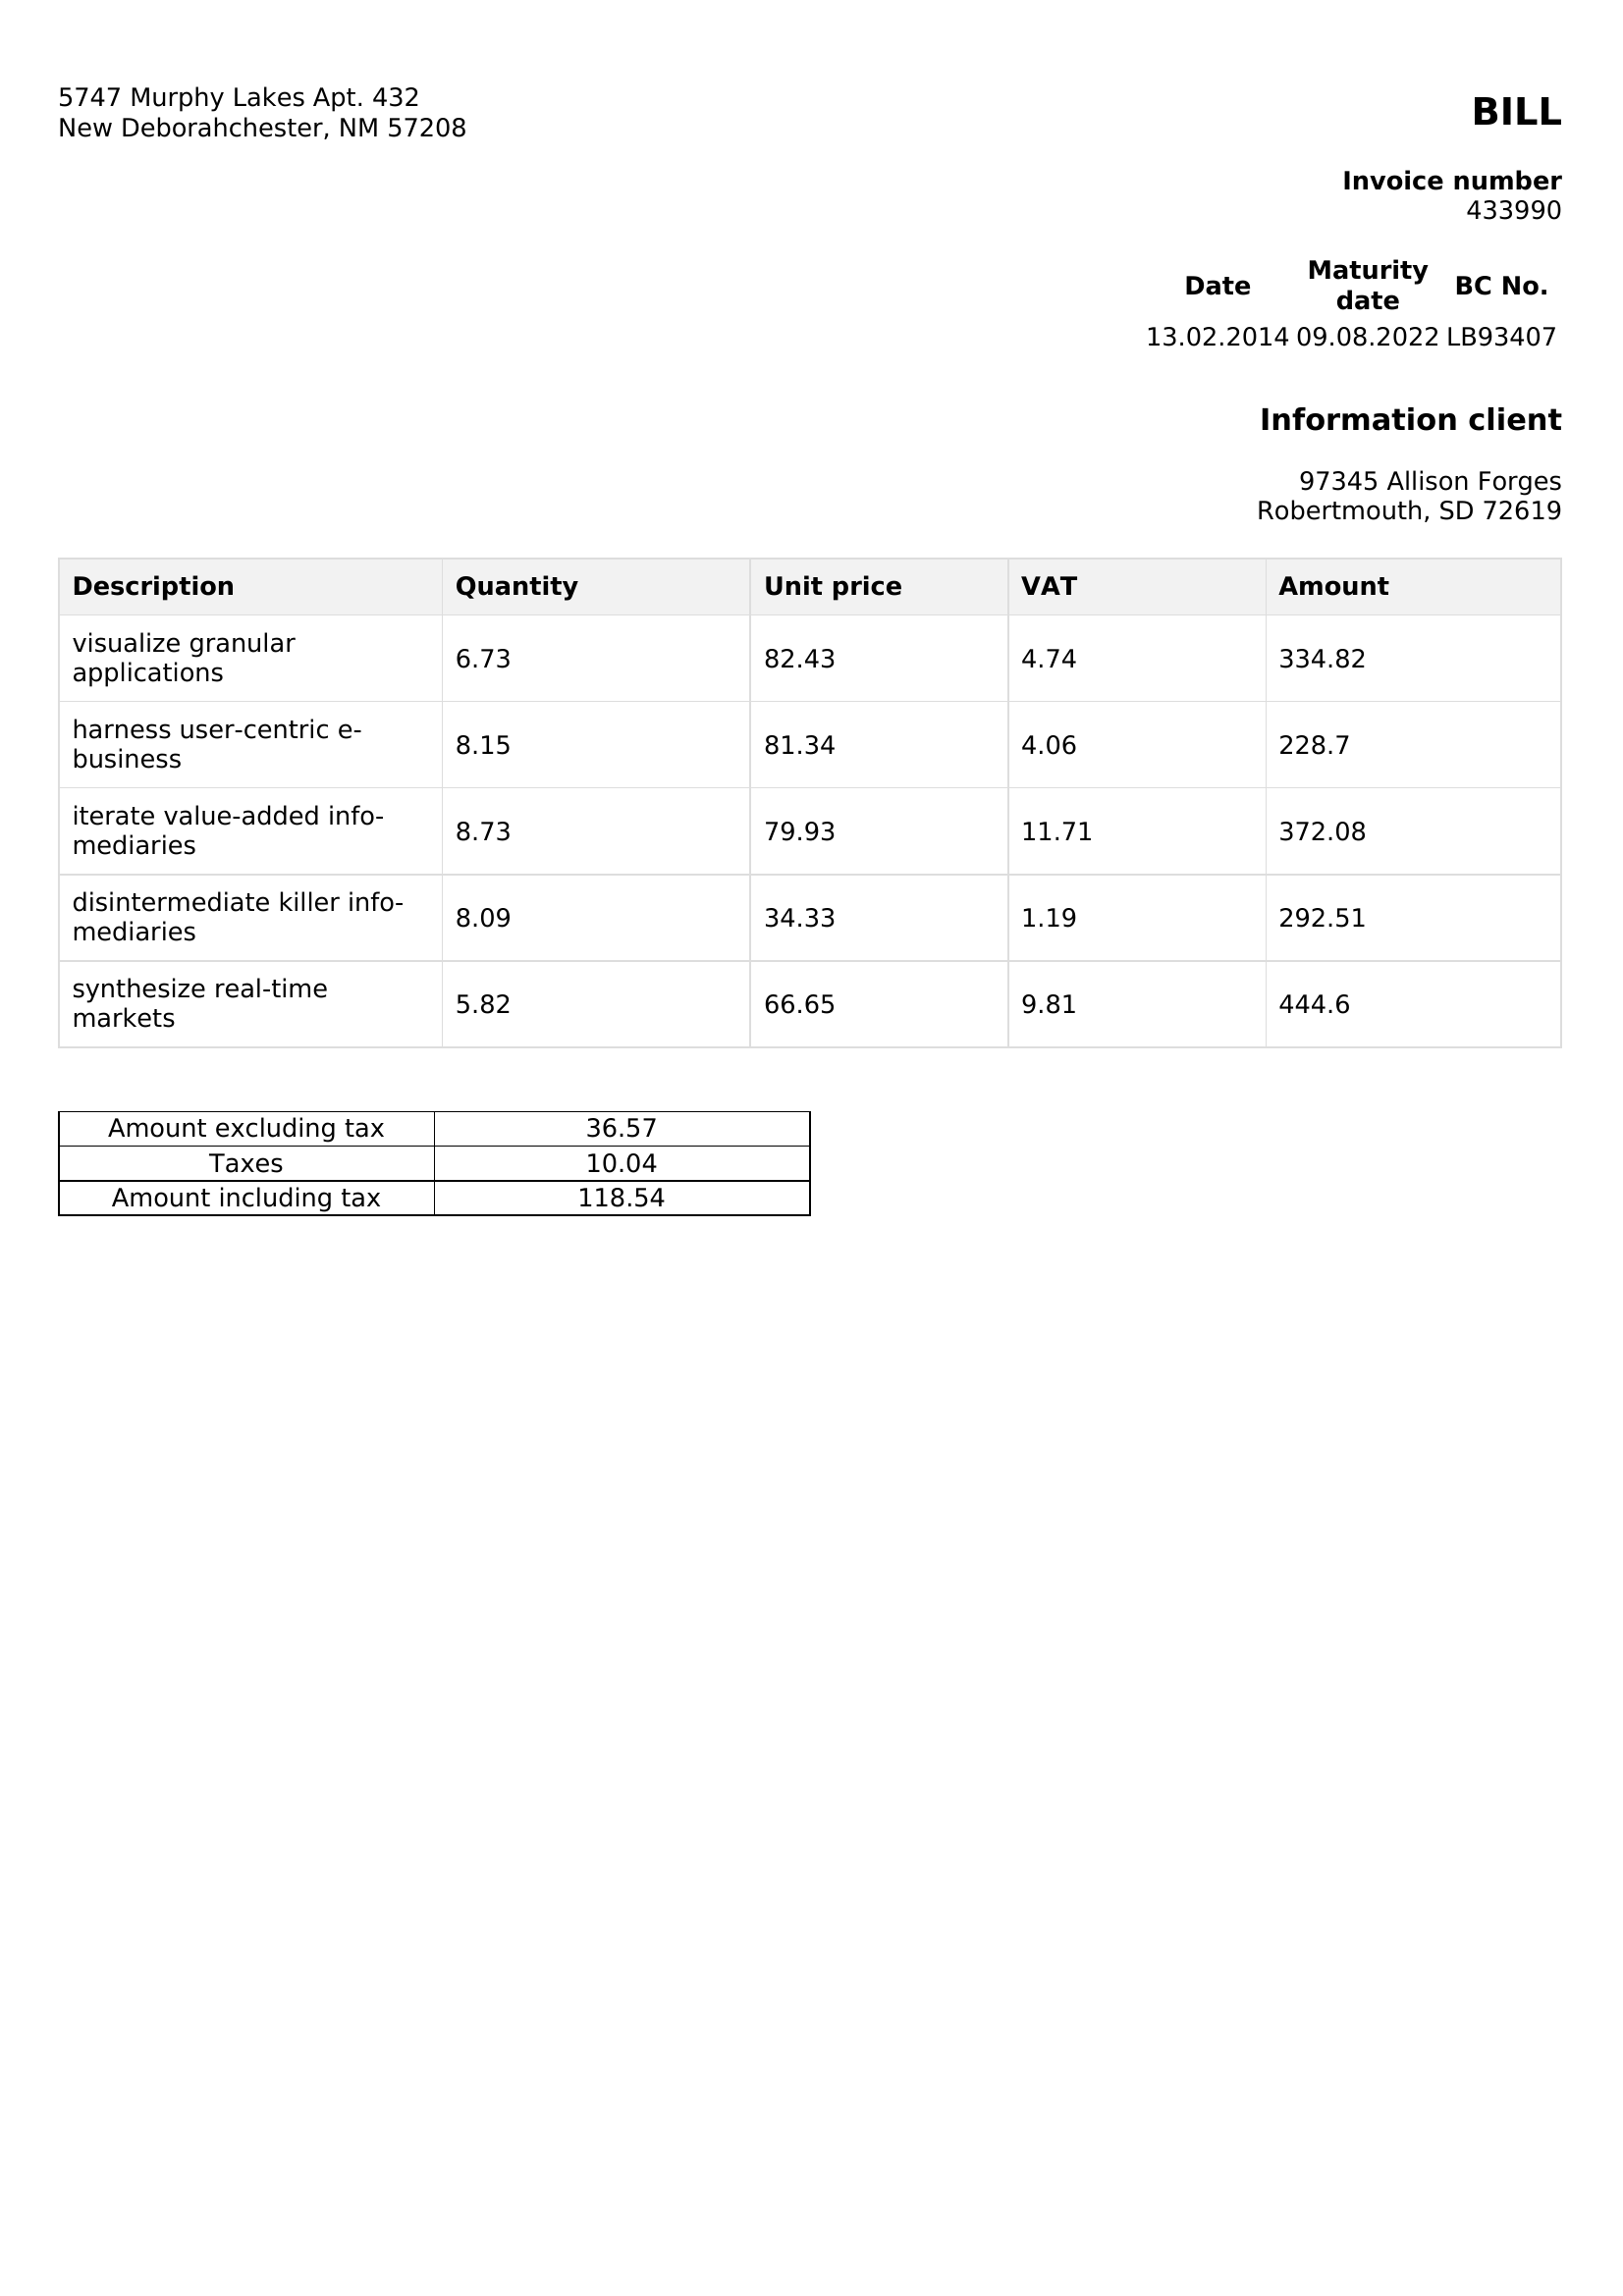 5747 Murphy Lakes Apt. 432
New Deborahchester, NM 57208
BILL
Invoice number
433990
Date Maturity date BC No.
13.02.2014 09.08.2022 LB93407
Information client
97345 Allison Forges
Robertmouth, SD 72619
Description Quantity Unit price VAT Amount
visualize granular
applications 6.73 82.43 4.74 334.82
harness user-centric e-
business 8.15 81.34 4.06 228.7
iterate value-added info-
mediaries 8.73 79.93 11.71 372.08
disintermediate killer info-
mediaries 8.09 34.33 1.19 292.51
synthesize real-time
markets 5.82 66.65 9.81 444.6
Amount excluding tax 36.57
Taxes 10.04
Amount including tax 118.54